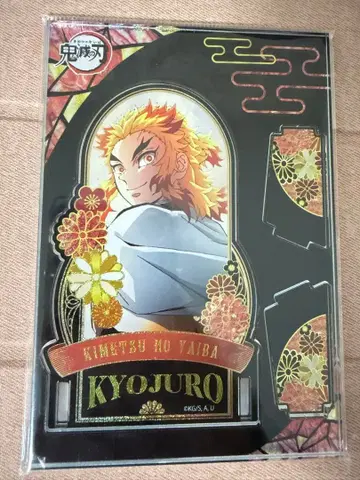 鬼滅の刃
KIMETSU NO YAIBA
KYOJURO
©KG/S, A, U